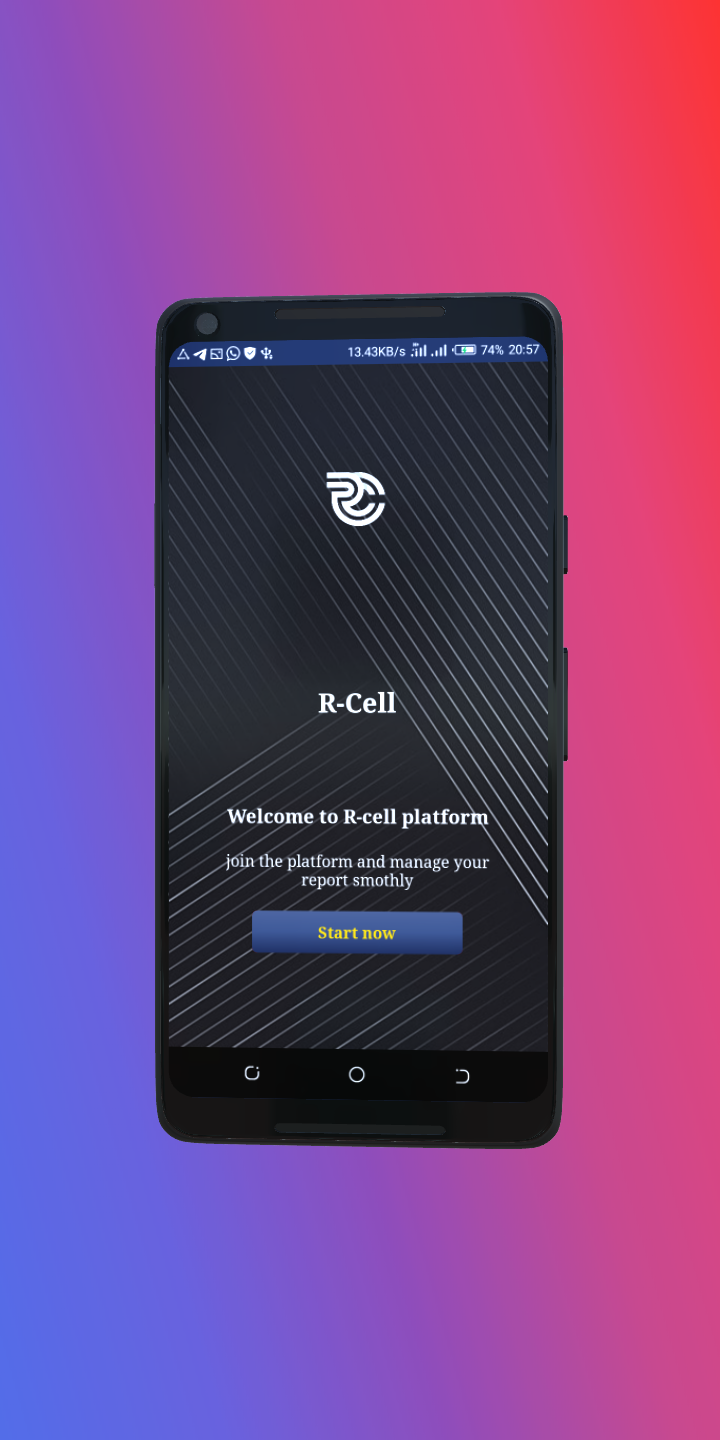 13.43KB/s 74% 20:57
R-Cell
Welcome to R-cell platform
join the platform and manage your
report smothly
Start now